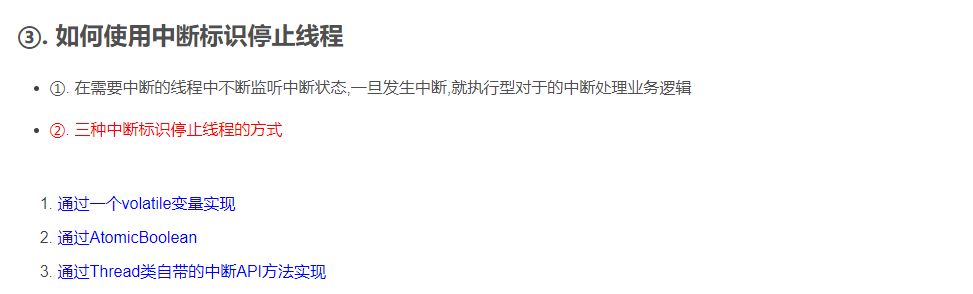 ③. 如何使用中断标识停止线程
①. 在需要中断的线程中不断监听中断状态,一旦发生中断,就执行型对于的中断处理业务逻辑
②. 三种中断标识停止线程的方式
1. 通过一个volatile变量实现
2. 通过AtomicBoolean
3. 通过Thread类自带的中断API方法实现